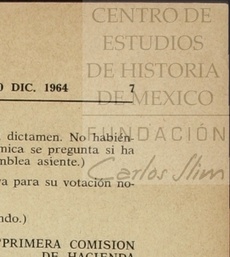 CENTRO DE
ESTUDIOS
DE HISTORIA
DE MEXICO
FUNDACIÓN
Carlos Slim
DIC. 1964 7
dictamen. No habién-
mica se pregunta si ha
mblea asiente.)
va para su votación no-
ndo.)
"PRIMERA COMISION
DE HACIENDA